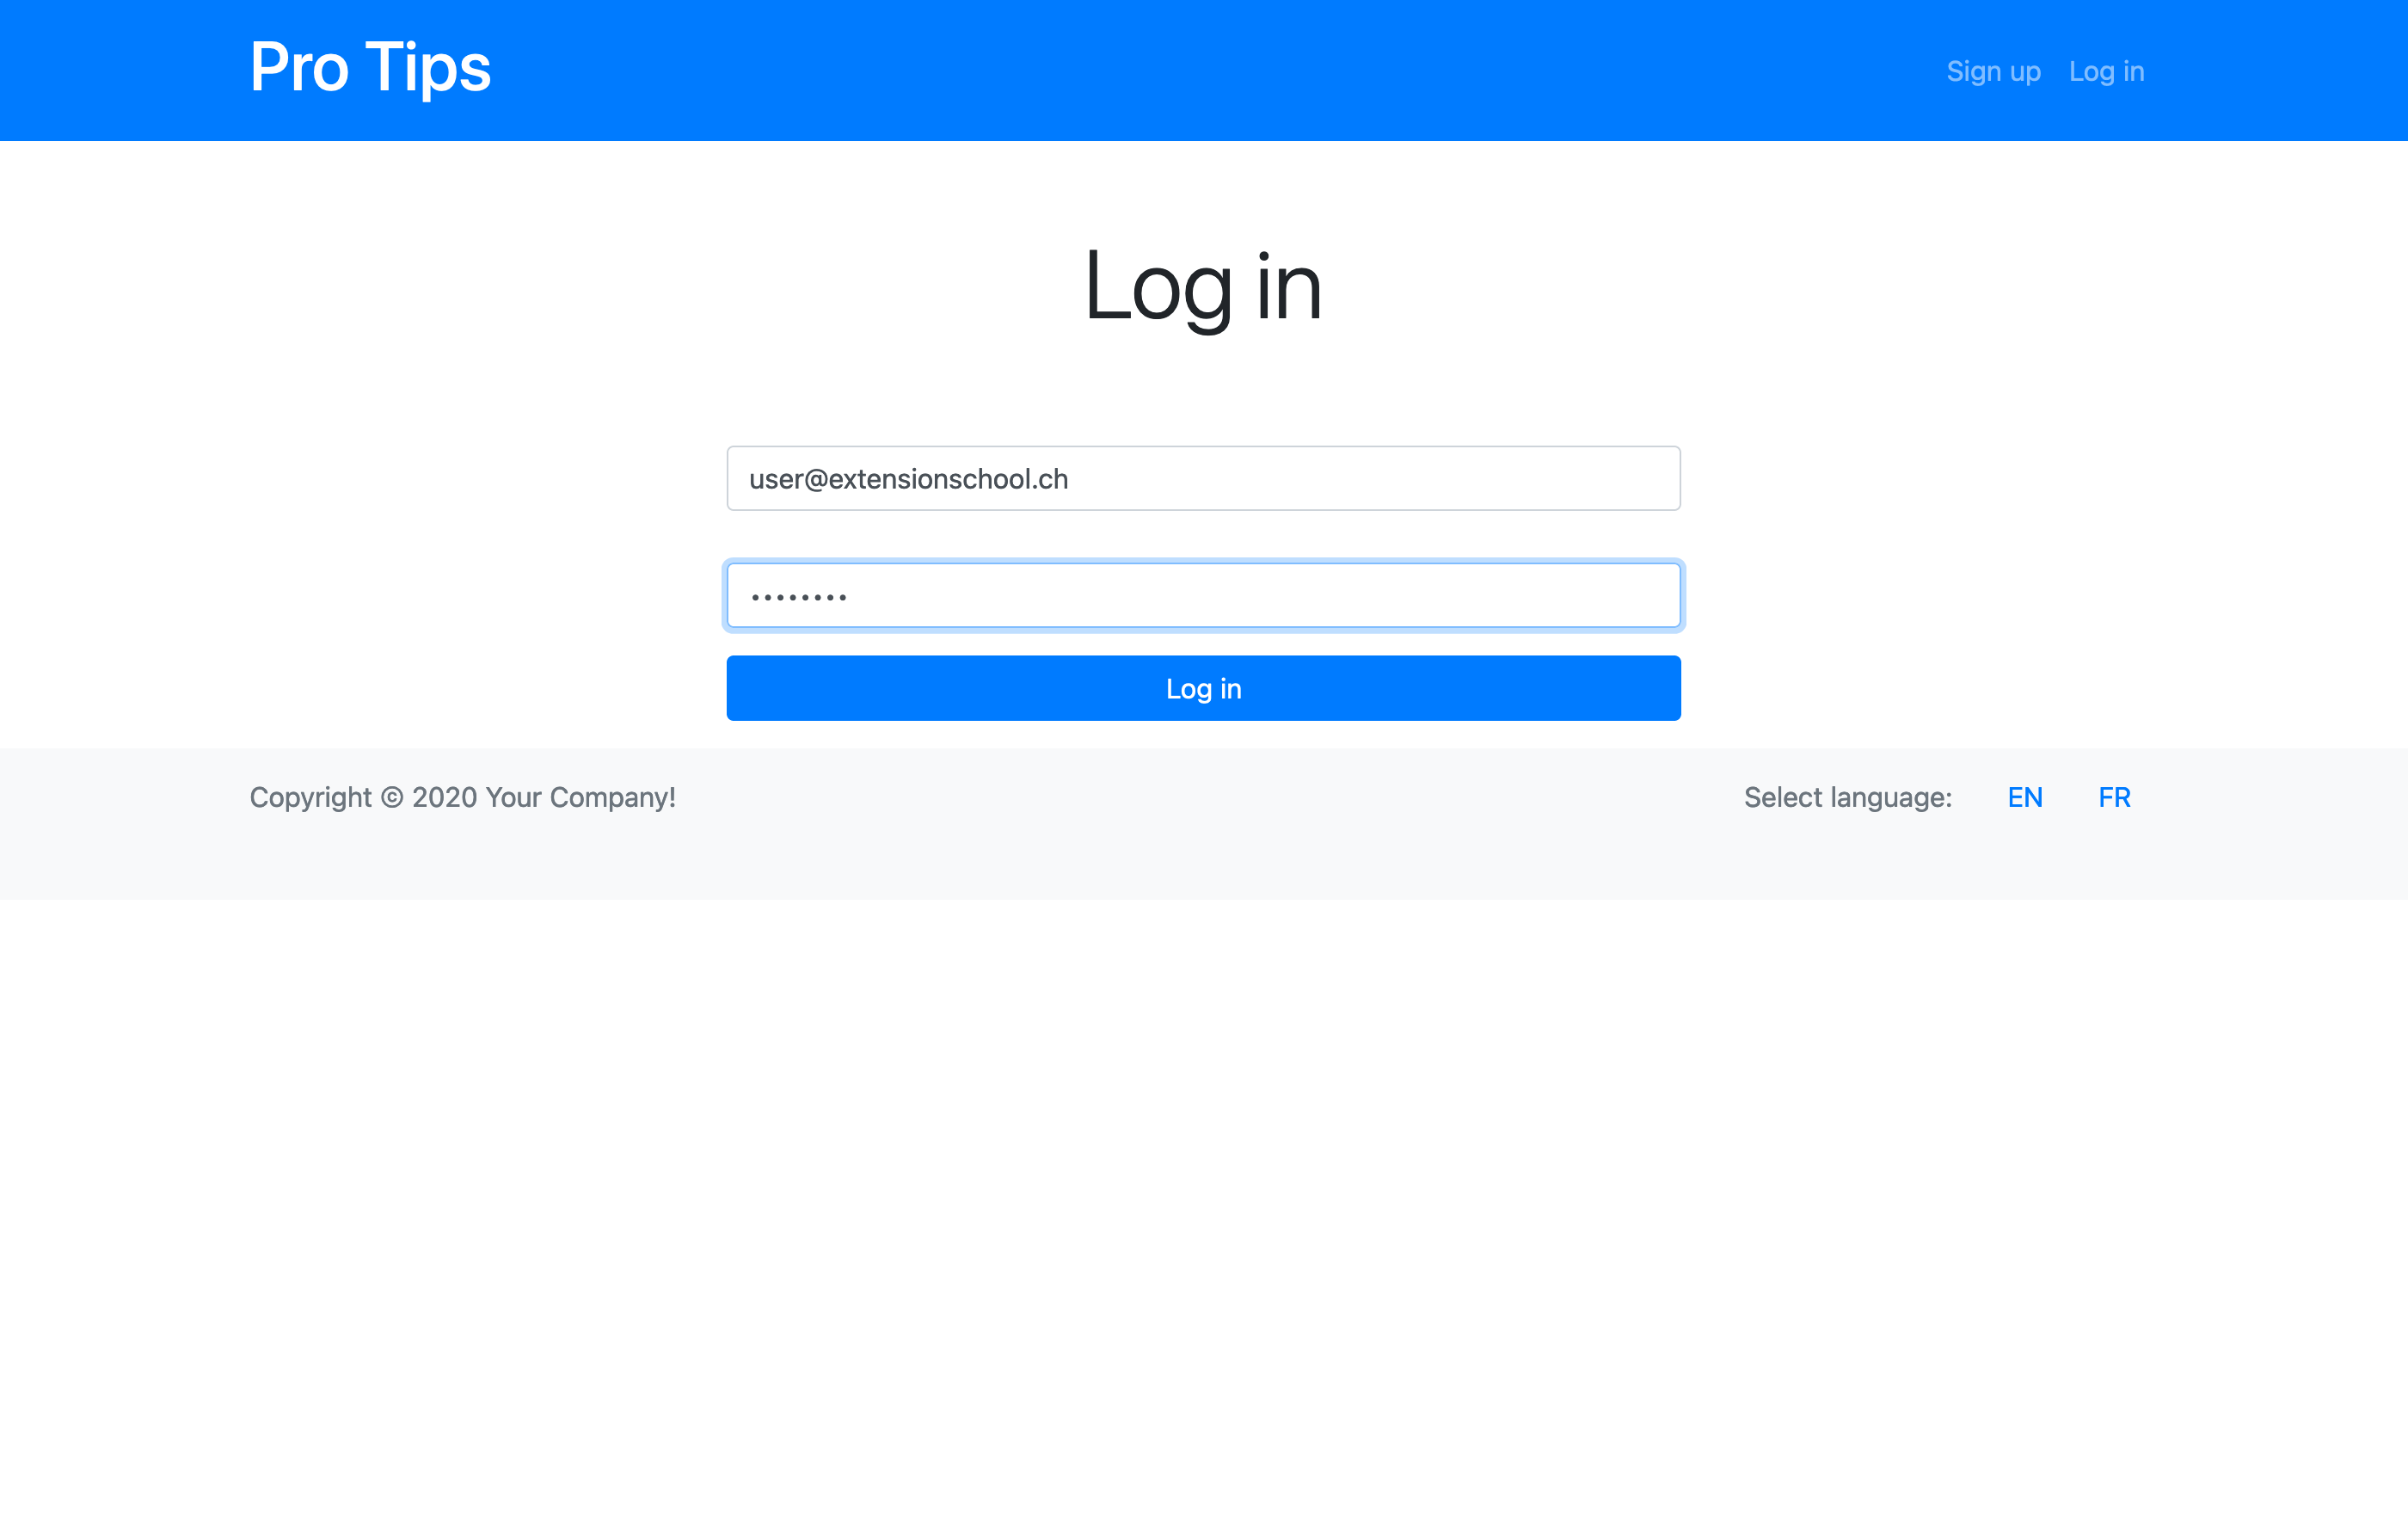 Pro Tips
Sign up Log in
Log in
user@extensionschool.ch
••••••••
Log in
Copyright © 2020 Your Company!
Select language: EN FR